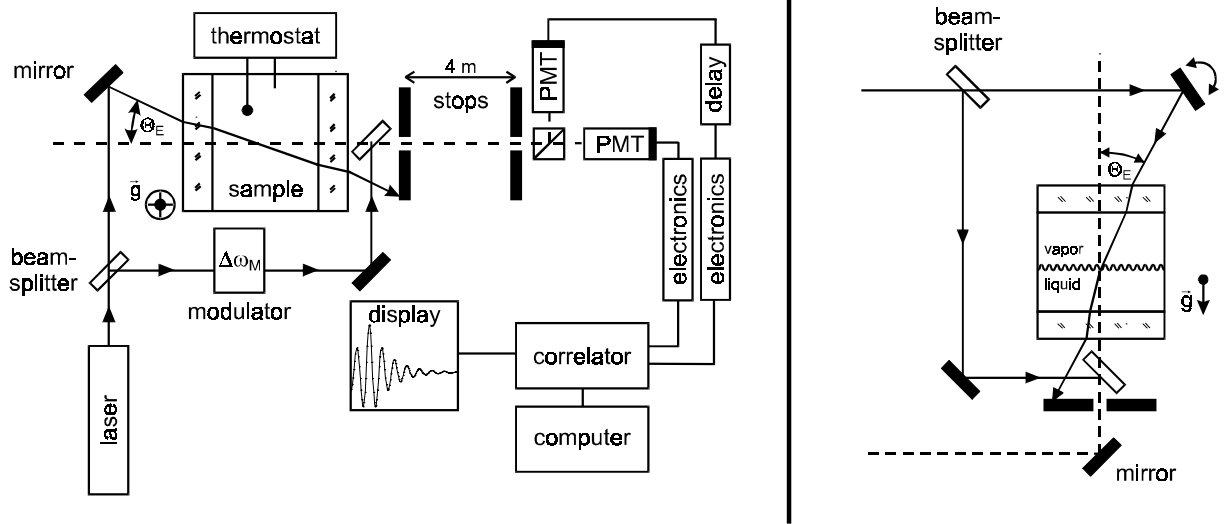 thermostat
mirror
4 m
stops
PMT
delay
Θ_E
PMT
g⃗
sample
electronics
electronics
beam-
splitter
Δω_M
modulator
display
correlator
laser
computer
beam-
splitter
Θ_E
vapor
liquid
g⃗
mirror